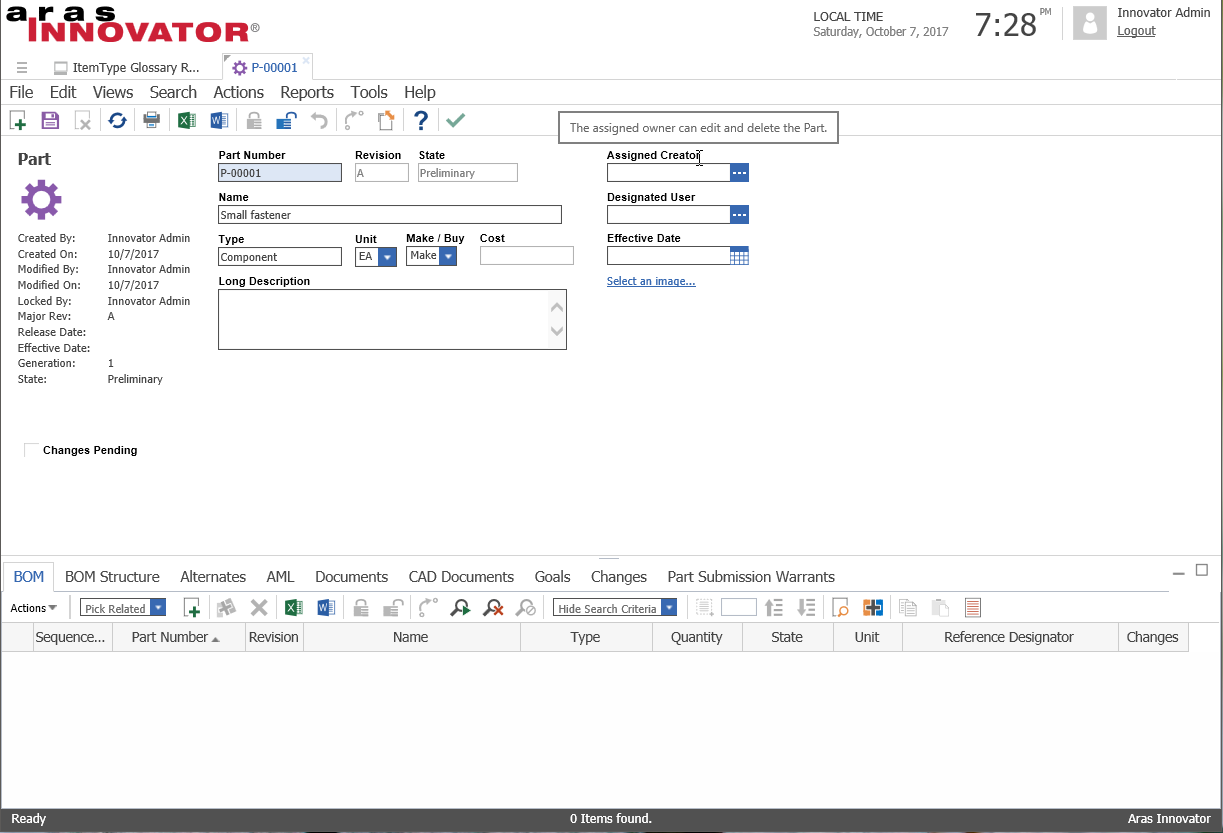 aras
INNOVATOR®
LOCAL TIME
Saturday, October 7, 2017
7:28 PM
Innovator Admin
Logout
ItemType Glossary R...
P-00001
File Edit Views Search Actions Reports Tools Help
The assigned owner can edit and delete the Part.
Part
Part Number Revision State Assigned Creator
P-00001 A Preliminary
Name Designated User
Small fastener
Type Unit Make / Buy Cost Effective Date
Component EA Make
Long Description Select an image...
Created By: Innovator Admin
Created On: 10/7/2017
Modified By: Innovator Admin
Modified On: 10/7/2017
Locked By: Innovator Admin
Major Rev: A
Release Date:
Effective Date:
Generation: 1
State: Preliminary
Changes Pending
BOM BOM Structure Alternates AML Documents CAD Documents Goals Changes Part Submission Warrants
Actions Pick Related Hide Search Criteria
Sequence... Part Number Revision Name Type Quantity State Unit Reference Designator Changes
Ready 0 Items found. Aras Innovator